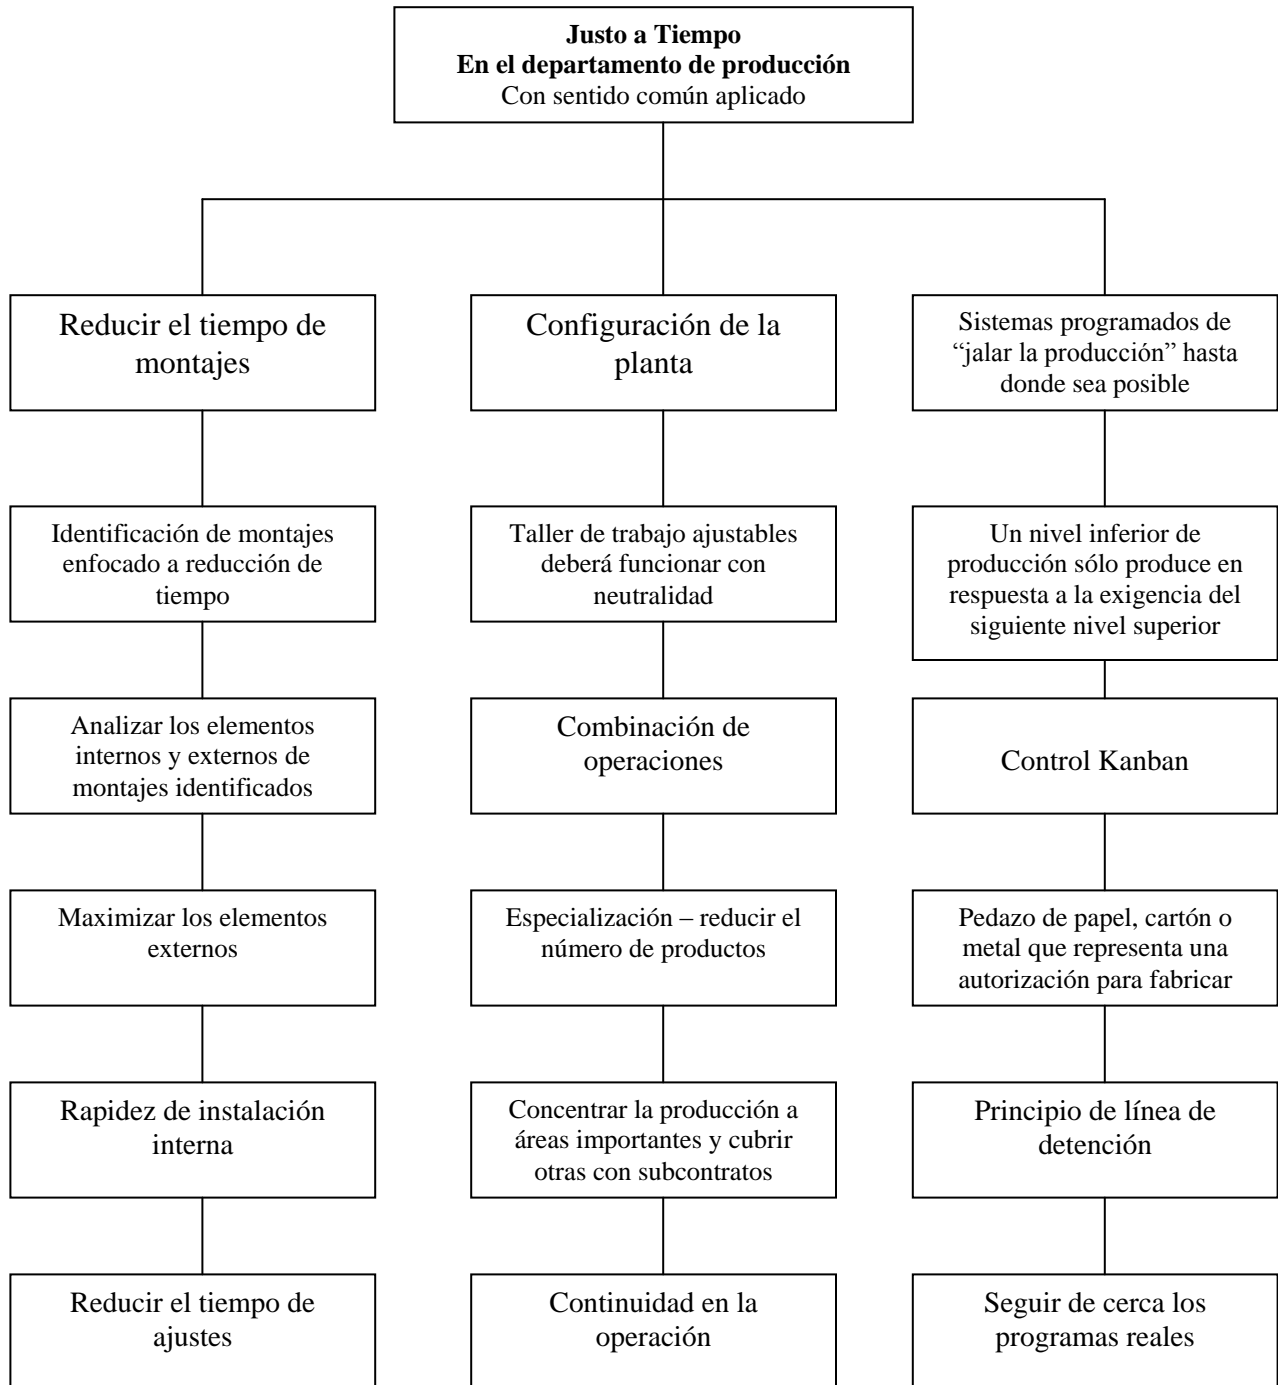 Justo a Tiempo
En el departamento de producción
Con sentido común aplicado
Reducir el tiempo de
montajes
Configuración de la
planta
Sistemas programados de
“jalar la producción” hasta
donde sea posible
Identificación de montajes
enfocado a reducción de
tiempo
Taller de trabajo ajustables
deberá funcionar con
neutralidad
Un nivel inferior de
producción sólo produce en
respuesta a la exigencia del
siguiente nivel superior
Analizar los elementos
internos y externos de
montajes identificados
Combinación de
operaciones
Control Kanban
Maximizar los elementos
externos
Especialización – reducir el
número de productos
Pedazo de papel, cartón o
metal que representa una
autorización para fabricar
Rapidez de instalación
interna
Concentrar la producción a
áreas importantes y cubrir
otras con subcontratos
Principio de línea de
detención
Reducir el tiempo de
ajustes
Continuidad en la
operación
Seguir de cerca los
programas reales